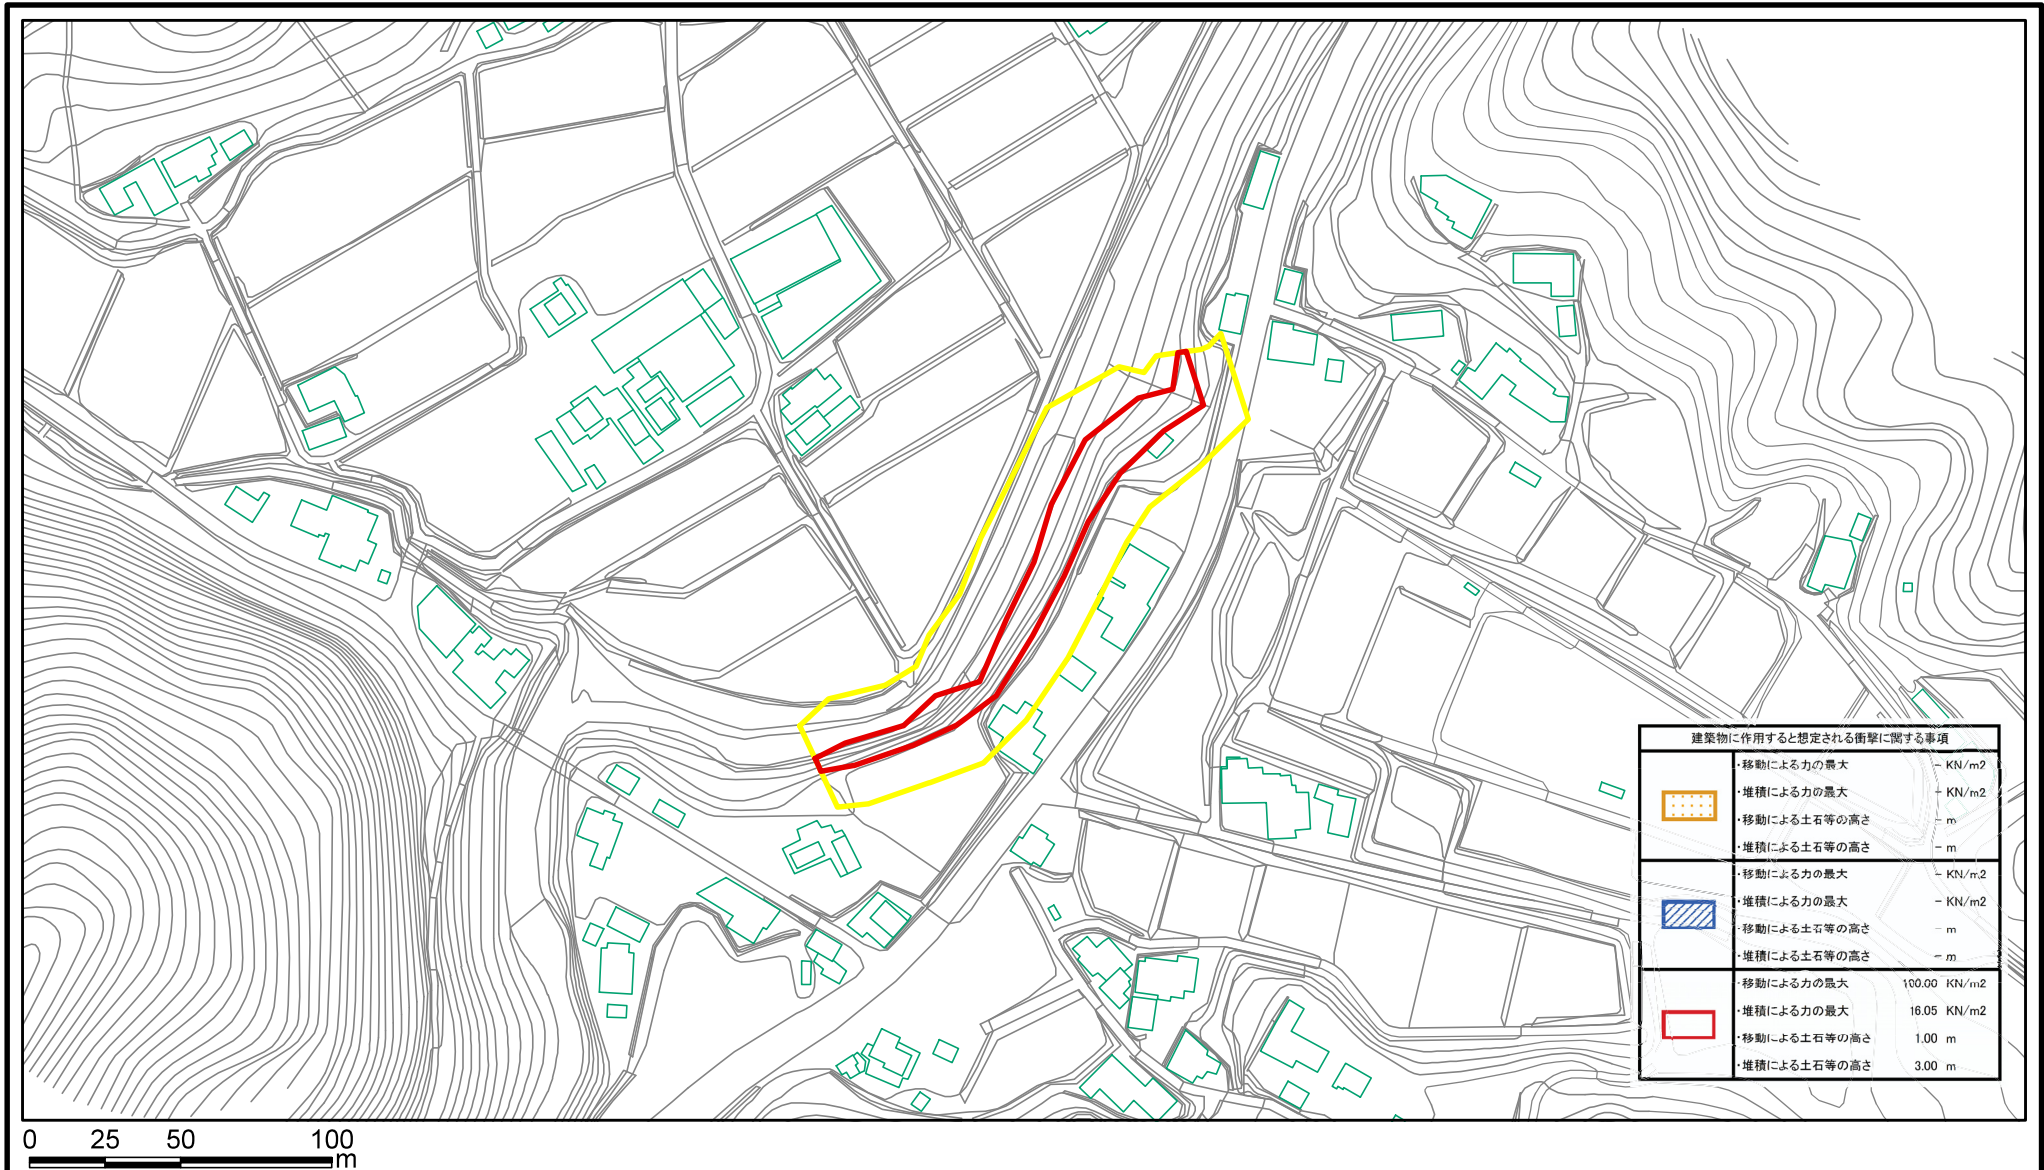 建築物に作用すると想定される衝撃に関する事項
・移動による力の最大 - KN/m2
・堆積による力の最大 - KN/m2
・移動による土石等の高さ - m
・堆積による土石等の高さ - m
・移動による力の最大 - KN/m2
・堆積による力の最大 - KN/m2
・移動による土石等の高さ - m
・堆積による土石等の高さ - m
・移動による力の最大 100.00 KN/m2
・堆積による力の最大 16.05 KN/m2
・移動による土石等の高さ 1.00 m
・堆積による土石等の高さ 3.00 m
0 25 50 100
m